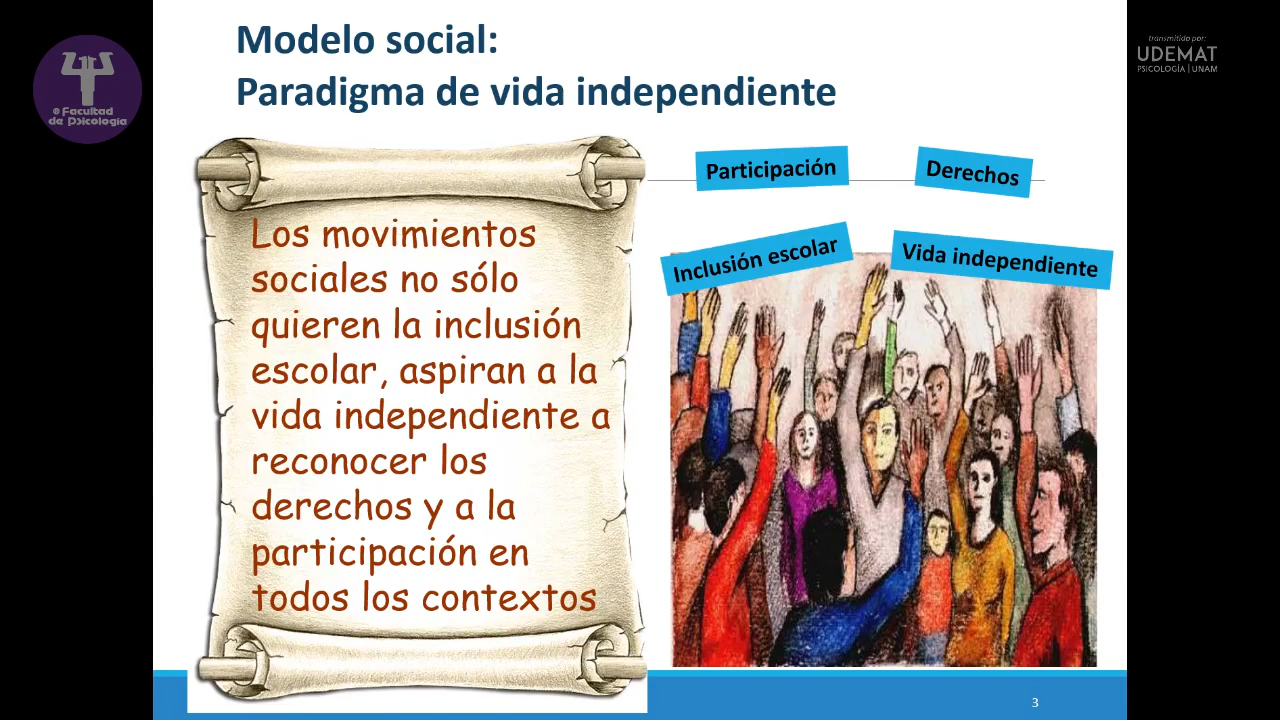 Modelo social:
Paradigma de vida independiente
© Facultad
de Psicología
transmitido por:
UDEMAT
PSICOLOGÍA | UNAM
Los movimientos
sociales no sólo
quieren la inclusión
escolar, aspiran a la
vida independiente a
reconocer los
derechos y a la
participación en
todos los contextos
Participación
Derechos
Inclusión escolar
Vida independiente
3